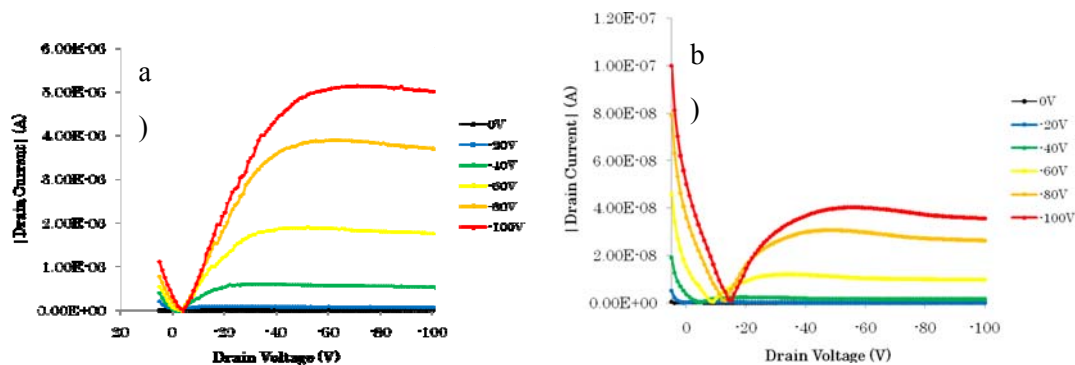 a
)
|Drain Current| (A)
6.00E-06
5.00E-06
4.00E-06
3.00E-06
2.00E-06
1.00E-06
0.00E+00
20 0 -20 -40 -60 -80 -100
Drain Voltage (V)
0V
-20V
-40V
-60V
-80V
-100V
b
)
|Drain Current| (A)
1.20E-07
1.00E-07
8.00E-08
6.00E-08
4.00E-08
2.00E-08
0.00E+00
0 -20 -40 -60 -80 -100
Drain Voltage (V)
0V
-20V
-40V
-60V
-80V
-100V